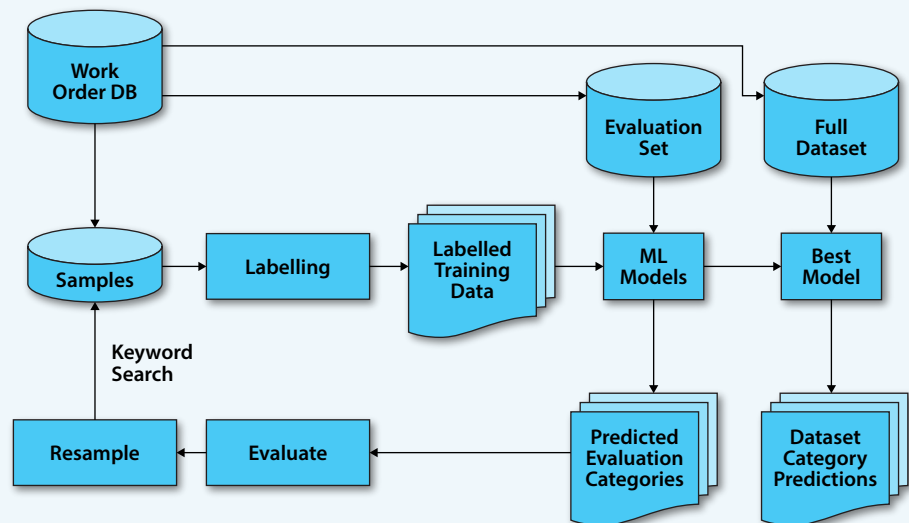 Work
Order DB
Evaluation
Set
Full
Dataset
Samples
Labelling
Labelled
Training
Data
ML
Models
Best
Model
Keyword
Search
Resample
Evaluate
Predicted
Evaluation
Categories
Dataset
Category
Predictions